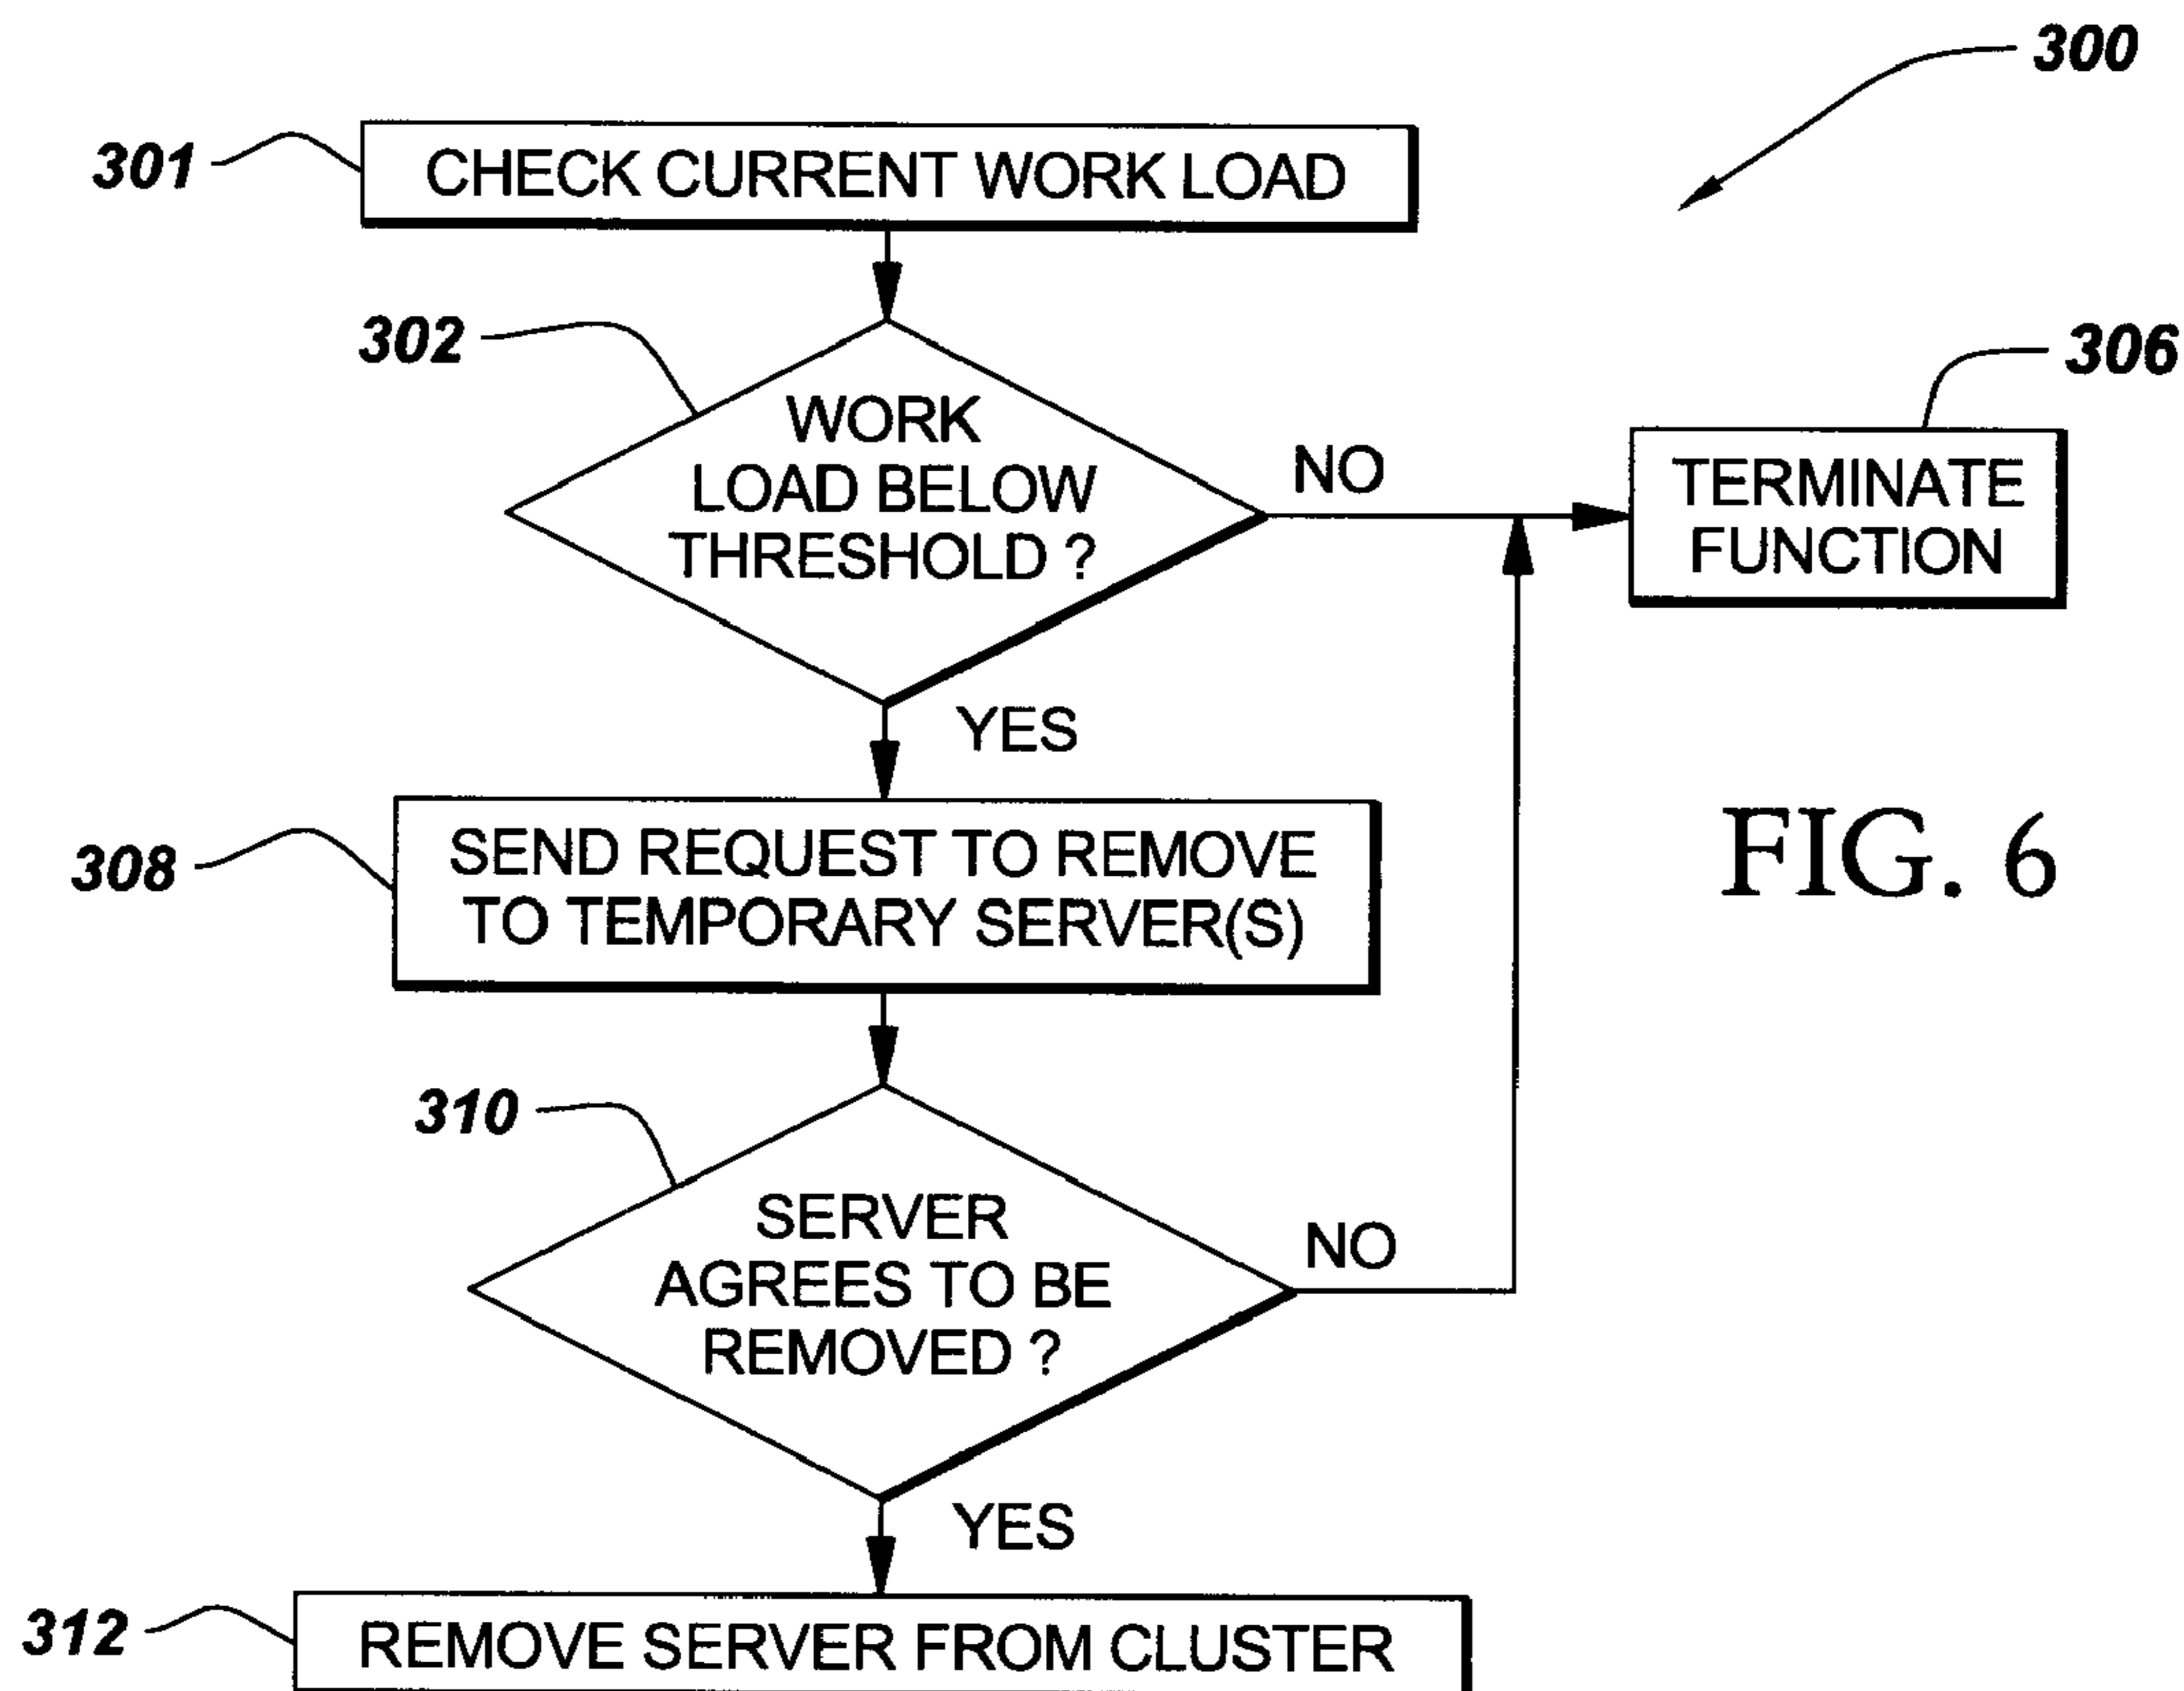 300
301
CHECK CURRENT WORK LOAD
302
WORK
LOAD BELOW
THRESHOLD ?
NO
306
TERMINATE
FUNCTION
YES
308
SEND REQUEST TO REMOVE
TO TEMPORARY SERVER(S)
FIG. 6
310
SERVER
AGREES TO BE
REMOVED ?
NO
YES
312
REMOVE SERVER FROM CLUSTER